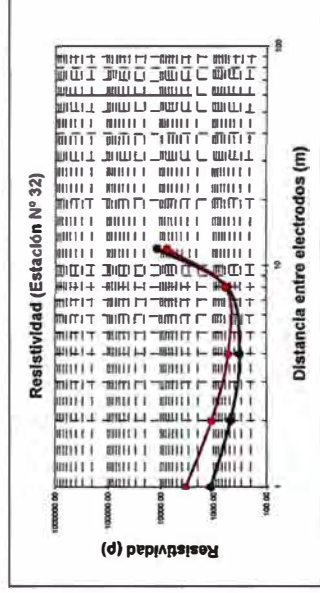 Resistividad (Estación Nº 32)
Resistividad (ρ)
1000000.00
100000.00
10000.00
1000.00
100.00
1
10
100
Distancia entre electrodos (m)